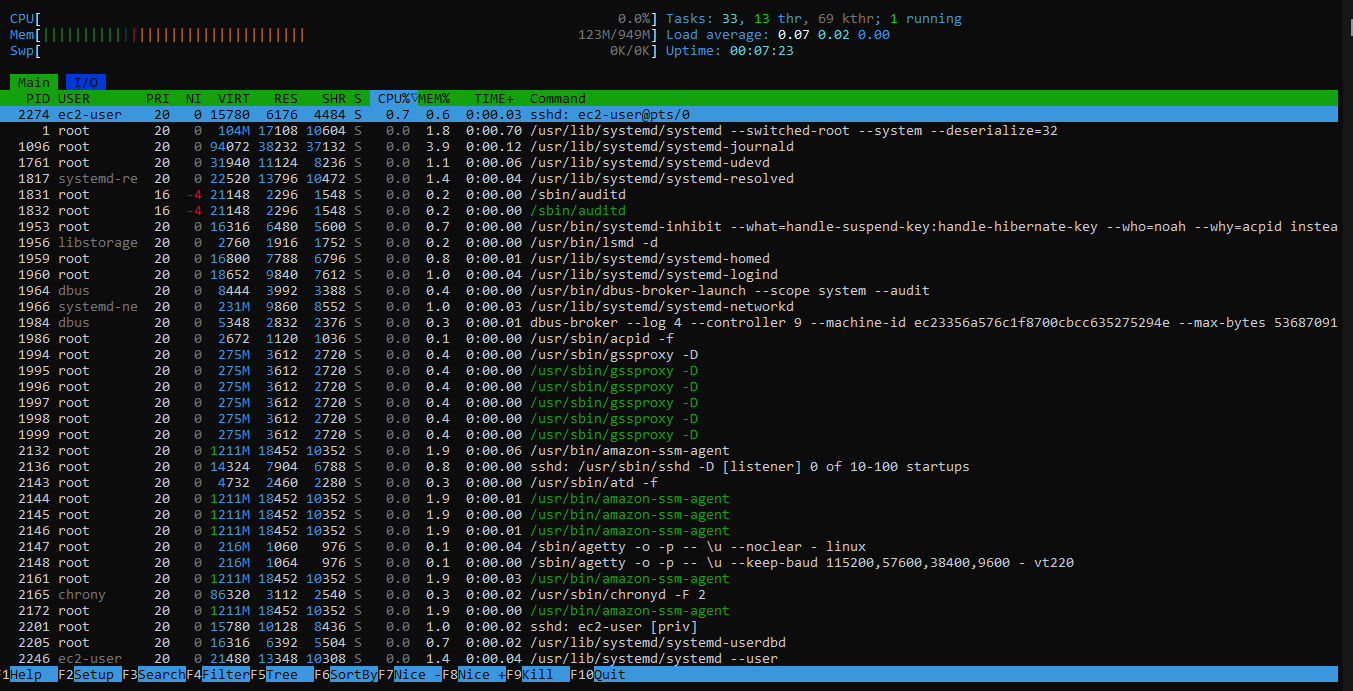 CPU[ 0.0%] Tasks: 33, 13 thr, 69 kthr; 1 running
Mem[||||||||||||||||||||||||||||||||| 123M/949M] Load average: 0.07 0.02 0.00
Swp[ 0K/0K] Uptime: 00:07:23
Main I/O
PID USER PRI NI VIRT RES SHR S CPU%▽MEM% TIME+ Command
2274 ec2-user 20 0 15780 6176 4484 S 0.7 0.6 0:00.03 sshd: ec2-user@pts/0
1 root 20 0 104M 17108 10604 S 0.0 1.8 0:00.70 /usr/lib/systemd/systemd --switched-root --system --deserialize=32
1096 root 20 0 94072 38232 37132 S 0.0 3.9 0:00.12 /usr/lib/systemd/systemd-journald
1761 root 20 0 31940 11124 8236 S 0.0 1.1 0:00.06 /usr/lib/systemd/systemd-udevd
1817 systemd-re 20 0 22520 13796 10472 S 0.0 1.4 0:00.04 /usr/lib/systemd/systemd-resolved
1831 root 16 -4 21148 2296 1548 S 0.0 0.2 0:00.00 /sbin/auditd
1832 root 16 -4 21148 2296 1548 S 0.0 0.2 0:00.00 /sbin/auditd
1953 root 20 0 16316 6480 5600 S 0.0 0.7 0:00.00 /usr/bin/systemd-inhibit --what=handle-suspend-key:handle-hibernate-key --who=noah --why=acpid instea
1956 libstorage 20 0 2760 1916 1752 S 0.0 0.2 0:00.00 /usr/bin/lsmd -d
1959 root 20 0 16800 7788 6796 S 0.0 0.8 0:00.01 /usr/lib/systemd/systemd-homed
1960 root 20 0 18652 9840 7612 S 0.0 1.0 0:00.04 /usr/lib/systemd/systemd-logind
1964 dbus 20 0 8444 3992 3388 S 0.0 0.4 0:00.00 /usr/bin/dbus-broker-launch --scope system --audit
1966 systemd-ne 20 0 231M 9860 8552 S 0.0 1.0 0:00.03 /usr/lib/systemd/systemd-networkd
1984 dbus 20 0 5348 2832 2376 S 0.0 0.3 0:00.01 dbus-broker --log 4 --controller 9 --machine-id ec23356a576c1f8700cbcc635275294e --max-bytes 53687091
1986 root 20 0 2672 1120 1036 S 0.0 0.1 0:00.00 /usr/sbin/acpid -f
1994 root 20 0 275M 3612 2720 S 0.0 0.4 0:00.00 /usr/sbin/gssproxy -D
1995 root 20 0 275M 3612 2720 S 0.0 0.4 0:00.00 /usr/sbin/gssproxy -D
1996 root 20 0 275M 3612 2720 S 0.0 0.4 0:00.00 /usr/sbin/gssproxy -D
1997 root 20 0 275M 3612 2720 S 0.0 0.4 0:00.00 /usr/sbin/gssproxy -D
1998 root 20 0 275M 3612 2720 S 0.0 0.4 0:00.00 /usr/sbin/gssproxy -D
1999 root 20 0 275M 3612 2720 S 0.0 0.4 0:00.00 /usr/sbin/gssproxy -D
2132 root 20 0 1211M 18452 10352 S 0.0 1.9 0:00.06 /usr/bin/amazon-ssm-agent
2136 root 20 0 14324 7904 6788 S 0.0 0.8 0:00.00 sshd: /usr/sbin/sshd -D [listener] 0 of 10-100 startups
2143 root 20 0 4732 2460 2280 S 0.0 0.3 0:00.00 /usr/sbin/atd -f
2144 root 20 0 1211M 18452 10352 S 0.0 1.9 0:00.01 /usr/bin/amazon-ssm-agent
2145 root 20 0 1211M 18452 10352 S 0.0 1.9 0:00.00 /usr/bin/amazon-ssm-agent
2146 root 20 0 1211M 18452 10352 S 0.0 1.9 0:00.01 /usr/bin/amazon-ssm-agent
2147 root 20 0 216M 1060 976 S 0.0 0.1 0:00.04 /sbin/agetty -o -p -- \u --noclear - linux
2148 root 20 0 216M 1064 976 S 0.0 0.1 0:00.00 /sbin/agetty -o -p -- \u --keep-baud 115200,57600,38400,9600 - vt220
2161 root 20 0 1211M 18452 10352 S 0.0 1.9 0:00.03 /usr/bin/amazon-ssm-agent
2165 chrony 20 0 86320 3112 2540 S 0.0 0.3 0:00.02 /usr/sbin/chronyd -F 2
2172 root 20 0 1211M 18452 10352 S 0.0 1.9 0:00.00 /usr/bin/amazon-ssm-agent
2201 root 20 0 15780 10128 8436 S 0.0 1.0 0:00.02 sshd: ec2-user [priv]
2205 root 20 0 16316 6392 5504 S 0.0 0.7 0:00.02 /usr/lib/systemd/systemd-userdbd
2246 ec2-user 20 0 21480 13348 10308 S 0.0 1.4 0:00.04 /usr/lib/systemd/systemd --user
F1Help F2Setup F3SearchF4FilterF5Tree F6SortByF7Nice -F8Nice +F9Kill F10Quit